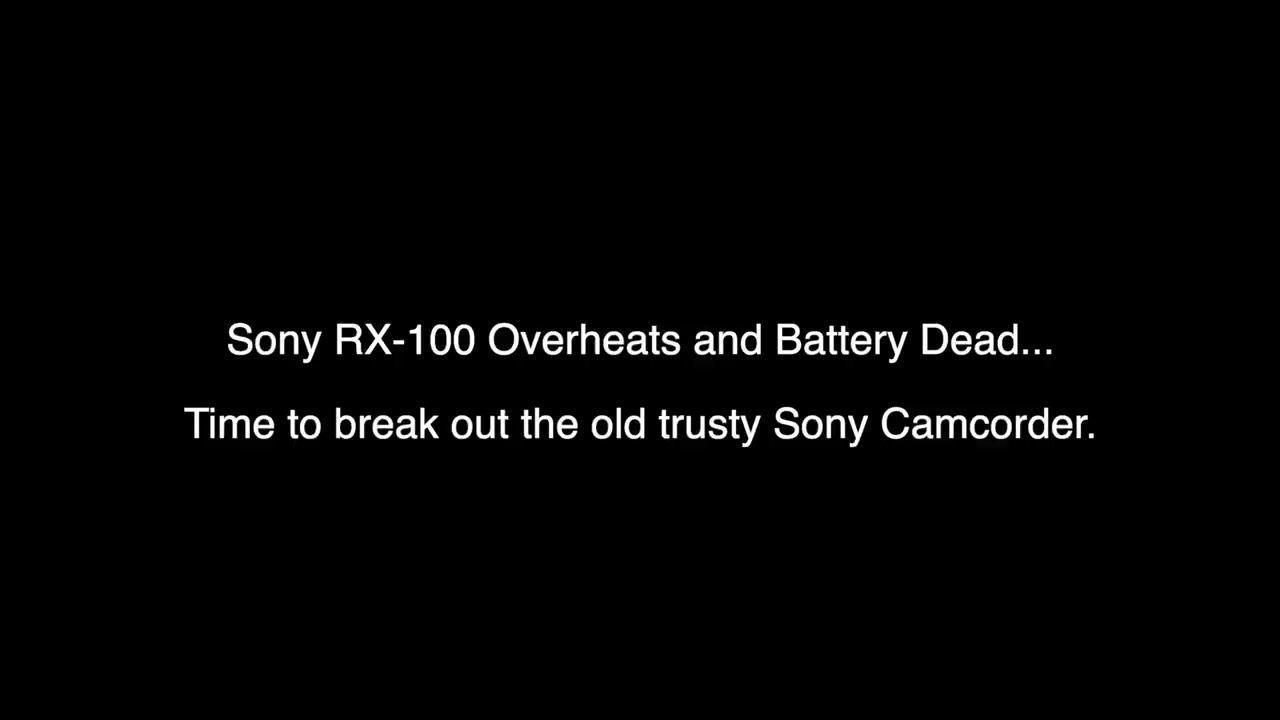 Sony RX-100 Overheats and Battery Dead...
Time to break out the old trusty Sony Camcorder.